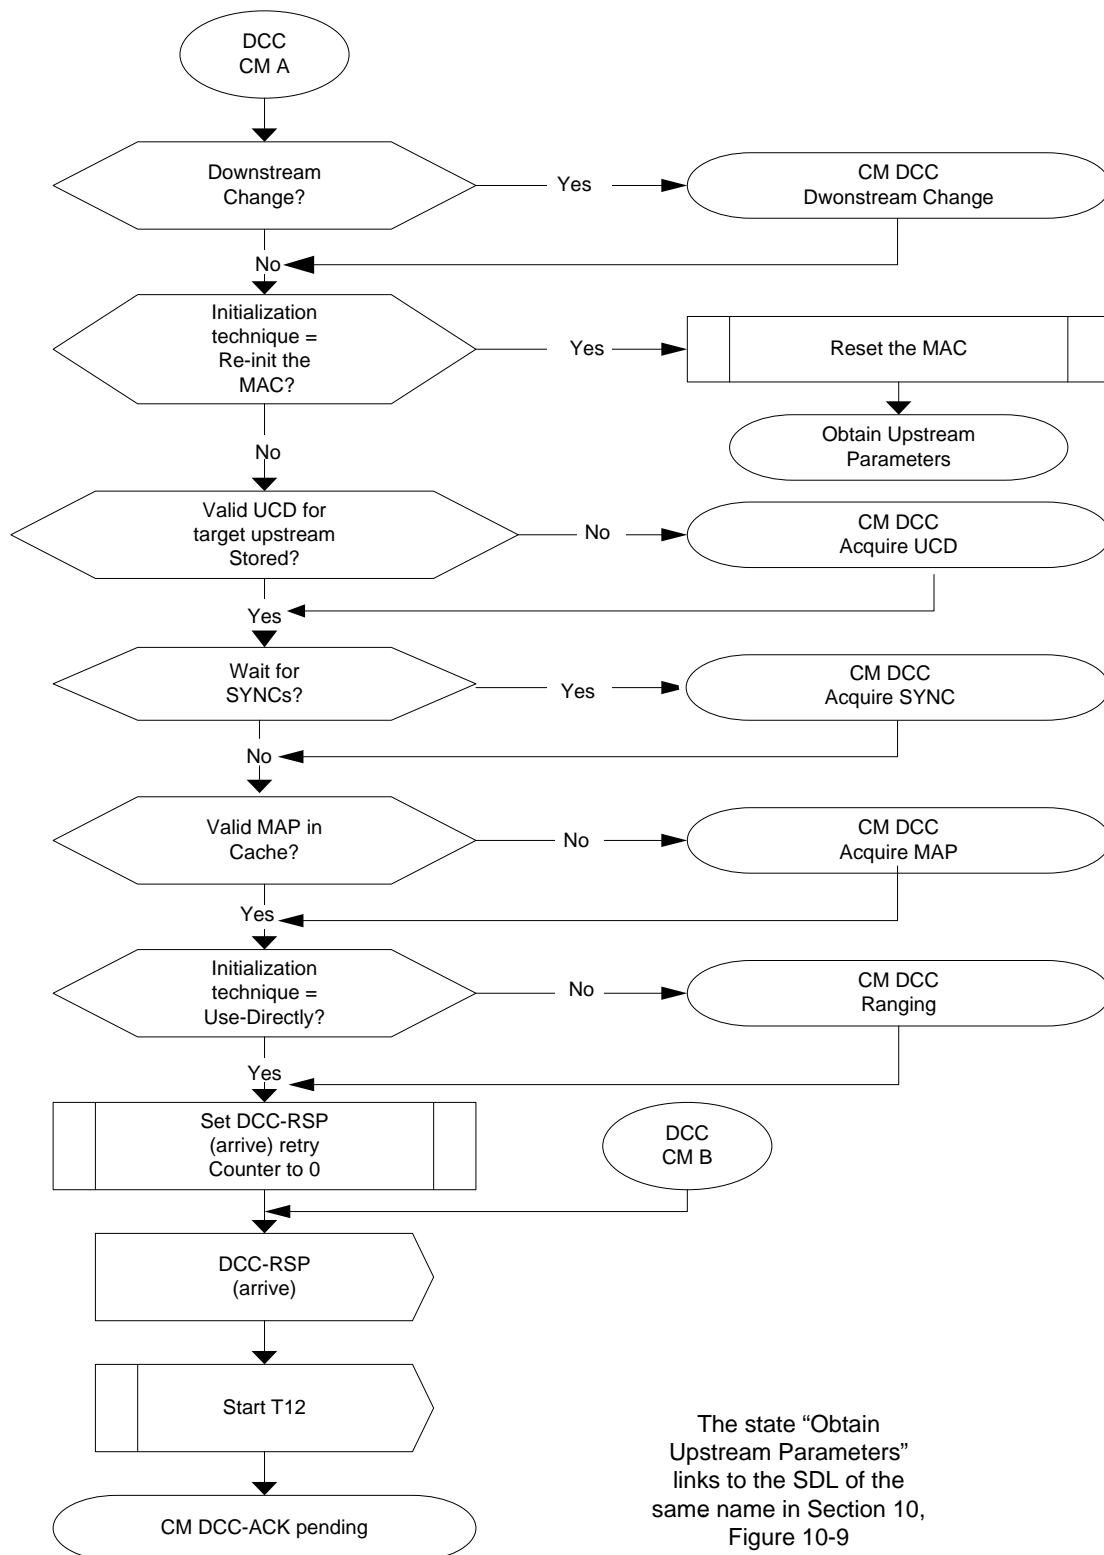 DCC
CM A
Downstream
Change?
Yes
CM DCC
Dwonstream Change
No
Initialization
technique =
Re-init the
MAC?
Yes
Reset the MAC
No
Obtain Upstream
Parameters
Valid UCD for
target upstream
Stored?
No
CM DCC
Acquire UCD
Yes
Wait for
SYNCs?
Yes
CM DCC
Acquire SYNC
No
Valid MAP in
Cache?
No
CM DCC
Acquire MAP
Yes
Initialization
technique =
Use-Directly?
No
CM DCC
Ranging
Yes
Set DCC-RSP
(arrive) retry
Counter to 0
DCC
CM B
DCC-RSP
(arrive)
Start T12
CM DCC-ACK pending
The state “Obtain
Upstream Parameters”
links to the SDL of the
same name in Section 10,
Figure 10-9